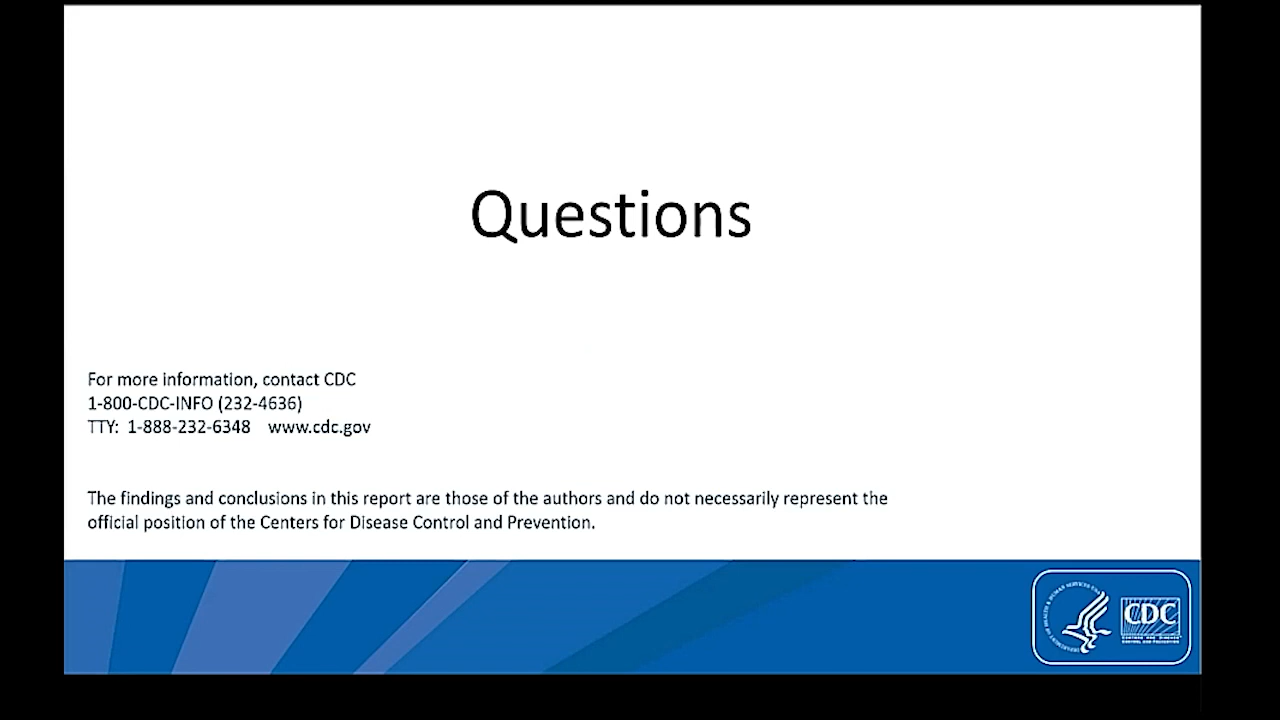 Questions
For more information, contact CDC
1-800-CDC-INFO (232-4636)
TTY:  1-888-232-6348    www.cdc.gov
The findings and conclusions in this report are those of the authors and do not necessarily represent the
official position of the Centers for Disease Control and Prevention.
CDC